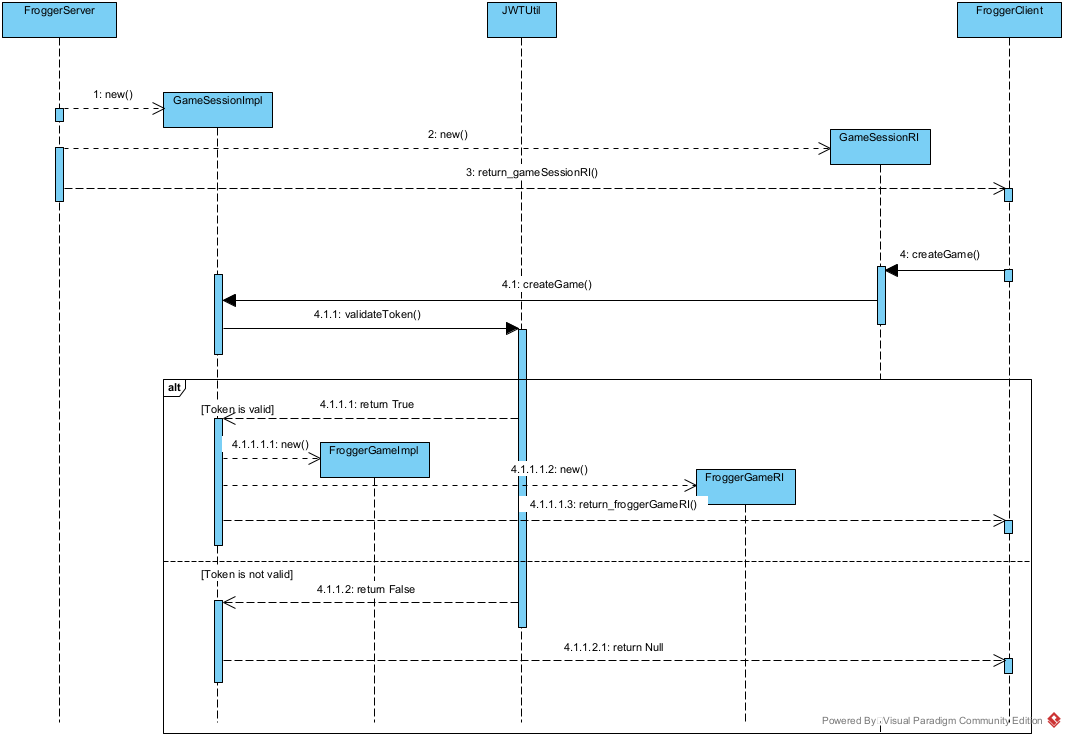 FroggerServer
JWTUtil
FroggerClient
1: new()
GameSessionImpl
2: new()
GameSessionRI
3: return_gameSessionRI()
4: createGame()
4.1: createGame()
4.1.1: validateToken()
alt
[Token is valid]
4.1.1.1: return True
4.1.1.1.1: new()
FroggerGameImpl
4.1.1.1.2: new()
FroggerGameRI
4.1.1.1.3: return_froggerGameRI()
[Token is not valid]
4.1.1.2: return False
4.1.1.2.1: return Null
Powered By Visual Paradigm Community Edition